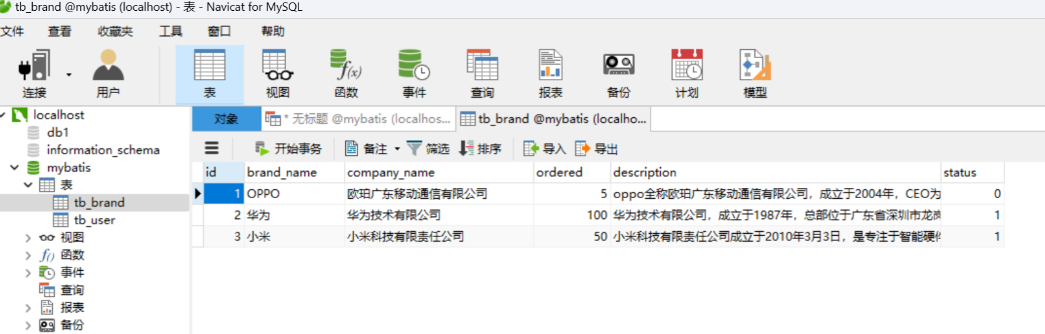 tb_brand @mybatis (localhost) - 表 - Navicat for MySQL
文件 查看 收藏夹 工具 窗口 帮助
连接 用户 表 视图 函数 事件 查询 报表 备份 计划 模型
localhost
db1
information_schema
mybatis
表
tb_brand
tb_user
视图
函数
事件
查询
报表
备份
对象 * 无标题 @mybatis (localhos... tb_brand @mybatis (localho...
开始事务 备注 筛选 排序 导入 导出
id brand_name company_name ordered description status
1 OPPO 欧珀广东移动通信有限公司 5 oppo全称欧珀广东移动通信有限公司，成立于2004年，CEO为 0
2 华为 华为技术有限公司 100 华为技术有限公司，成立于1987年，总部位于广东省深圳市龙岗 1
3 小米 小米科技有限责任公司 50 小米科技有限责任公司成立于2010年3月3日，是专注于智能硬件 1